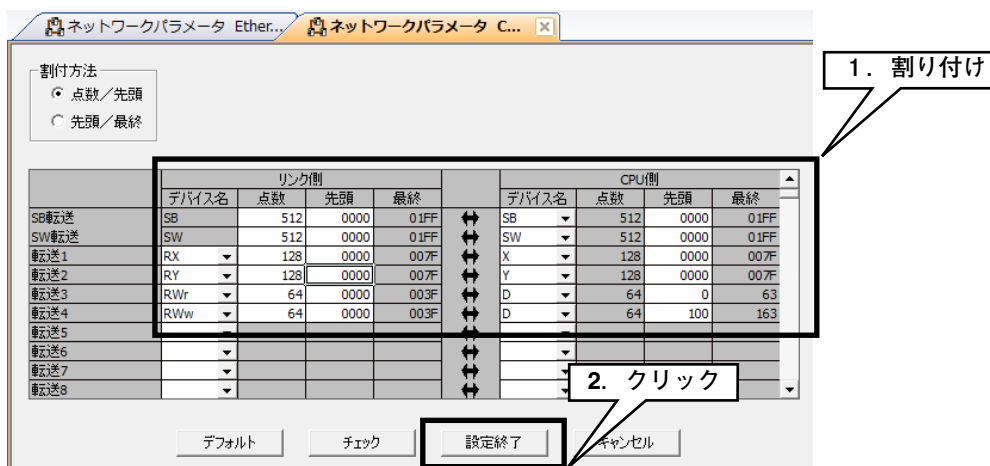 ネットワークパラメータ Ether... ネットワークパラメータ C...
割付方法
点数／先頭
先頭／最終
1. 割り付け
リンク側 CPU側
デバイス名 点数 先頭 最終 デバイス名 点数 先頭 最終
SB転送 SB 512 0000 01FF SB 512 0000 01FF
SW転送 SW 512 0000 01FF SW 512 0000 01FF
転送1 RX 128 0000 007F X 128 0000 007F
転送2 RY 128 0000 007F Y 128 0000 007F
転送3 RWr 64 0000 003F D 64 0 63
転送4 RWw 64 0000 003F D 64 100 163
転送5
転送6
転送7
転送8
2. クリック
デフォルト チェック 設定終了 キャンセル